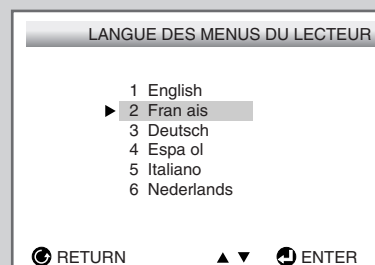 LANGUE DES MENUS DU LECTEUR
1 English
2 Fran ais
3 Deutsch
4 Espa ol
5 Italiano
6 Nederlands
RETURN ▲ ▼ ENTER